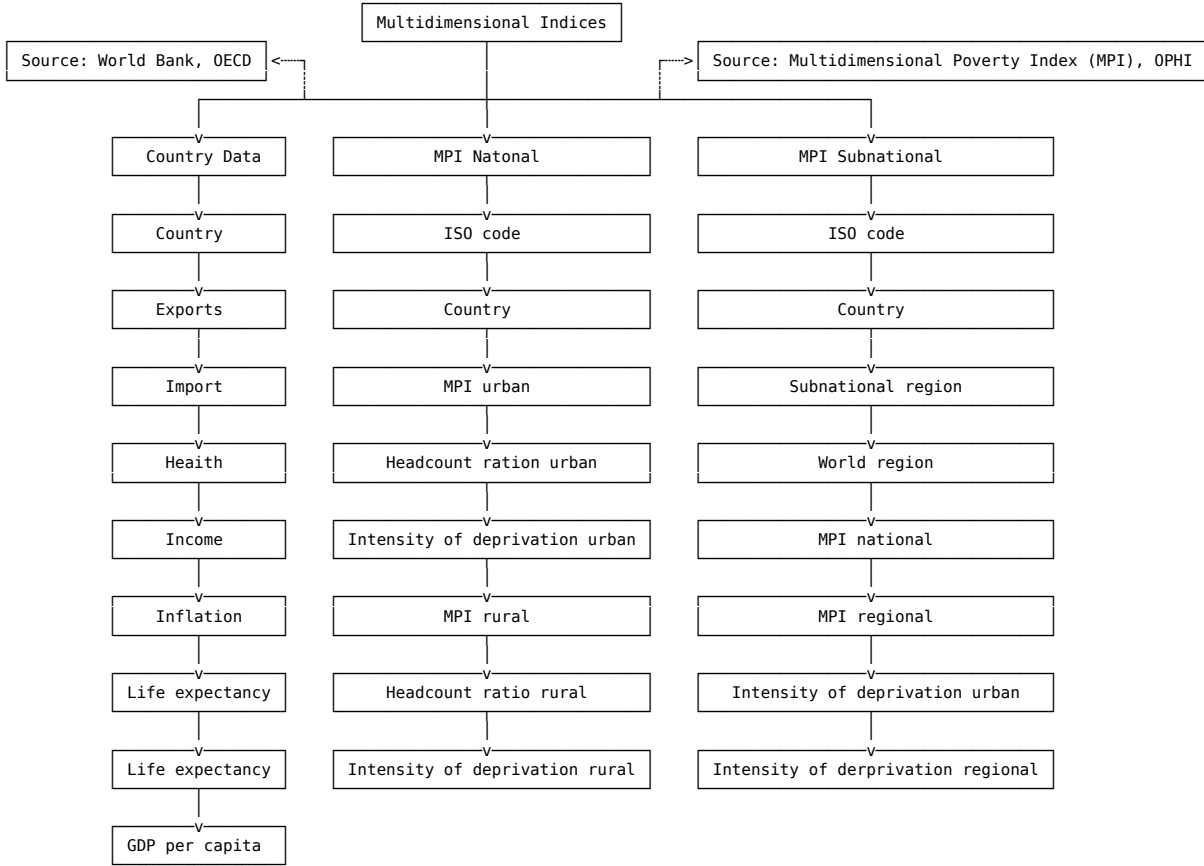 Multidimensional Indices
Source: World Bank, OECD
Source: Multidimensional Poverty Index (MPI), OPHI
Country Data
MPI Natonal
MPI Subnational
Country
ISO code
ISO code
Exports
Country
Country
Import
MPI urban
Subnational region
Heaith
Headcount ration urban
World region
Income
Intensity of deprivation urban
MPI national
Inflation
MPI rural
MPI regional
Life expectancy
Headcount ratio rural
Intensity of deprivation urban
Life expectancy
Intensity of deprivation rural
Intensity of derprivation regional
GDP per capita